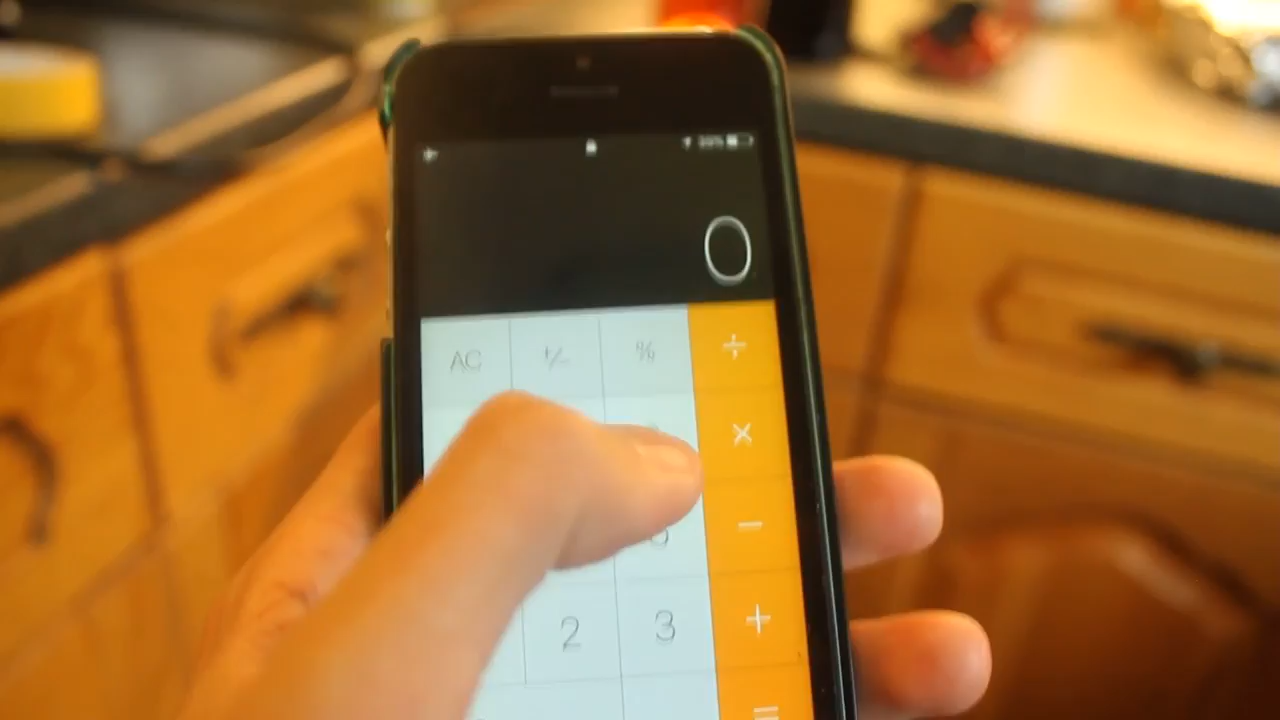 0
AC +/- % ÷
×
−
2 3 +
=